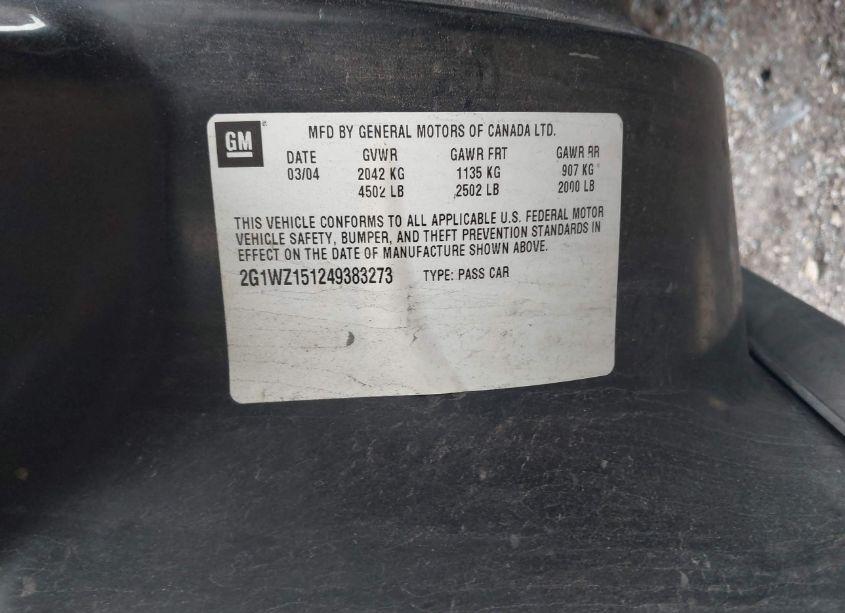 GM
MFD BY GENERAL MOTORS OF CANADA LTD.
DATE GVWR GAWR FRT GAWR RR
03/04 2042 KG 1135 KG 907 KG
4502 LB 2502 LB 2000 LB
THIS VEHICLE CONFORMS TO ALL APPLICABLE U.S. FEDERAL MOTOR
VEHICLE SAFETY, BUMPER, AND THEFT PREVENTION STANDARDS IN
EFFECT ON THE DATE OF MANUFACTURE SHOWN ABOVE.
2G1WZ151249383273 TYPE: PASS CAR